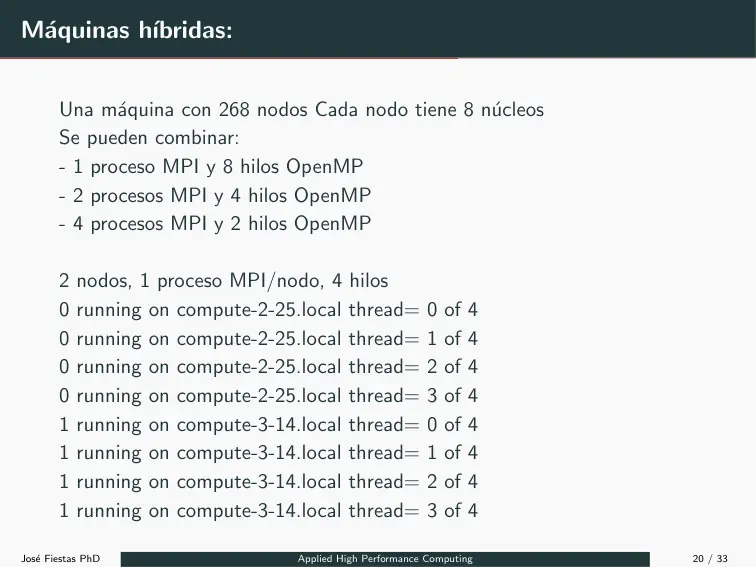 Máquinas híbridas:
Una máquina con 268 nodos Cada nodo tiene 8 núcleos
Se pueden combinar:
- 1 proceso MPI y 8 hilos OpenMP
- 2 procesos MPI y 4 hilos OpenMP
- 4 procesos MPI y 2 hilos OpenMP
2 nodos, 1 proceso MPI/nodo, 4 hilos
0 running on compute-2-25.local thread= 0 of 4
0 running on compute-2-25.local thread= 1 of 4
0 running on compute-2-25.local thread= 2 of 4
0 running on compute-2-25.local thread= 3 of 4
1 running on compute-3-14.local thread= 0 of 4
1 running on compute-3-14.local thread= 1 of 4
1 running on compute-3-14.local thread= 2 of 4
1 running on compute-3-14.local thread= 3 of 4
José Fiestas PhD Applied High Performance Computing 20 / 33